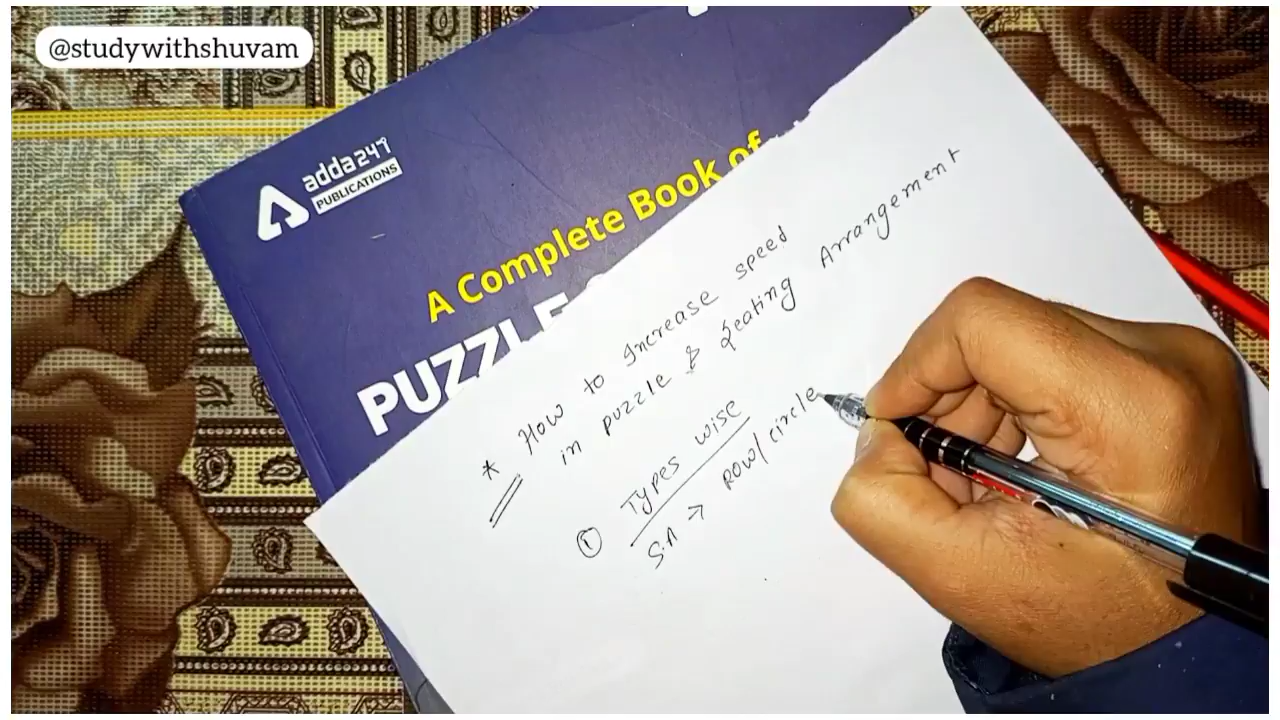 @studywithshuvam
adda247
PUBLICATIONS
A Complete Book of
PUZZLE
* How to Increase speed
in puzzle & Seating Arrangement
① Types wise
S.A → ROW/circle